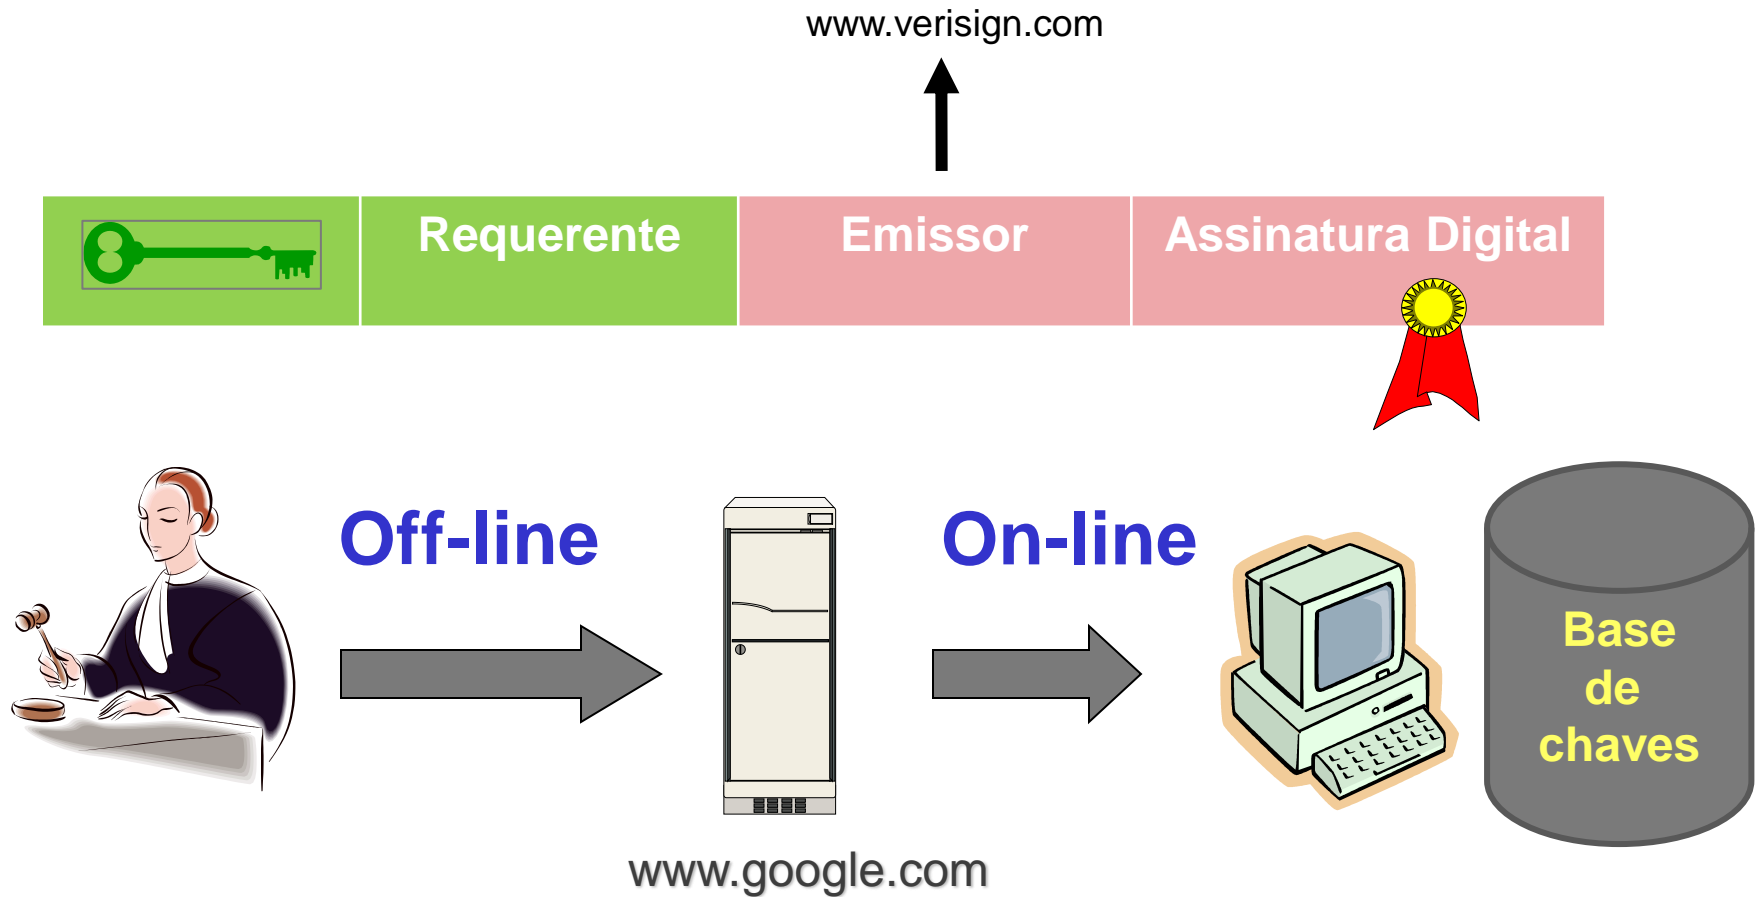 www.verisign.com
Requerente
Emissor
Assinatura Digital
Off-line
On-line
Base
de
chaves
www.google.com